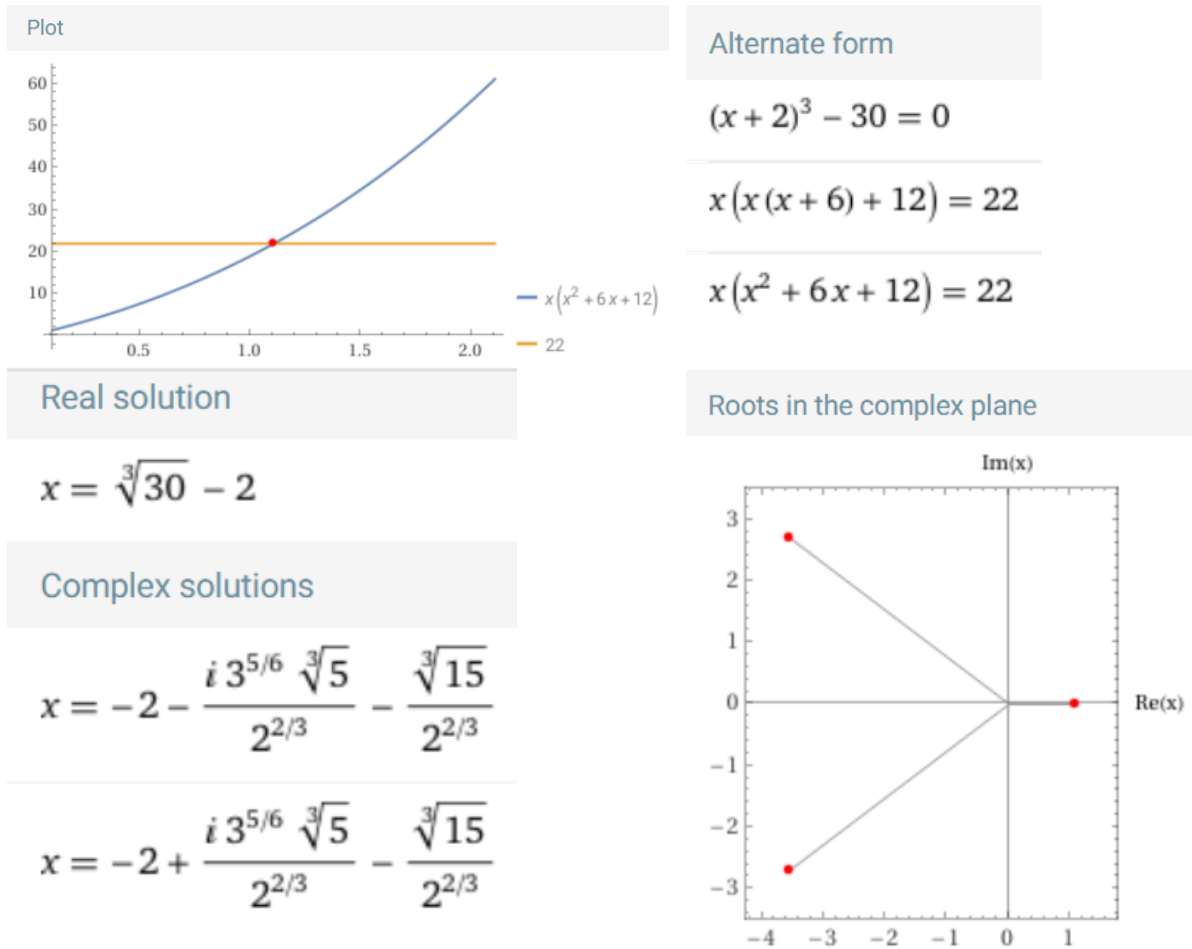 Plot
60
50
40
30
20
10
0.5 1.0 1.5 2.0
x(x² + 6 x + 12)
22
Alternate form
(x + 2)³ − 30 = 0
x(x (x + 6) + 12) = 22
x(x² + 6 x + 12) = 22
Real solution
x = ∛30 − 2
Complex solutions
x = −2 − (i 3^(5/6) ∛5)/(2^(2/3)) − ∛15/(2^(2/3))
x = −2 + (i 3^(5/6) ∛5)/(2^(2/3)) − ∛15/(2^(2/3))
Roots in the complex plane
Im(x)
3
2
1
0
−1
−2
−3
Re(x)
−4 −3 −2 −1 0 1